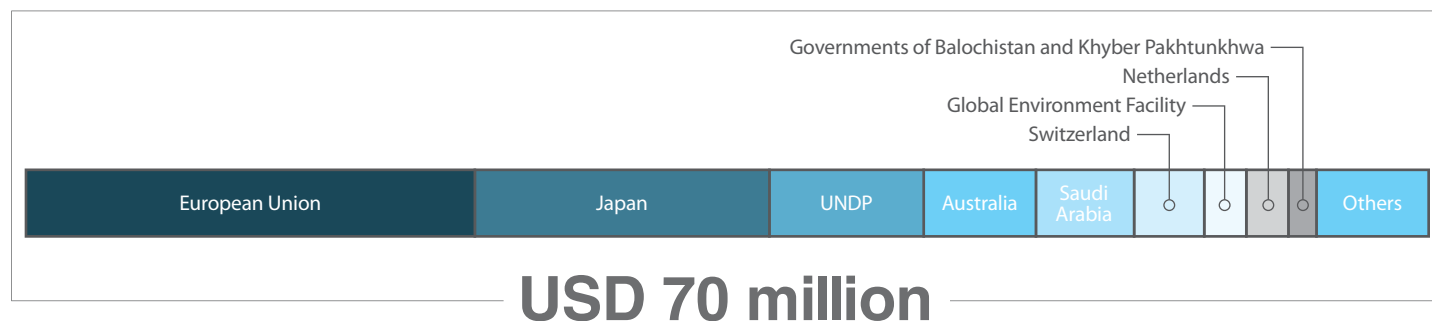 Governments of Balochistan and Khyber Pakhtunkhwa
Netherlands
Global Environment Facility
Switzerland
European Union
Japan
UNDP
Australia
Saudi
Arabia
Others
USD 70 million